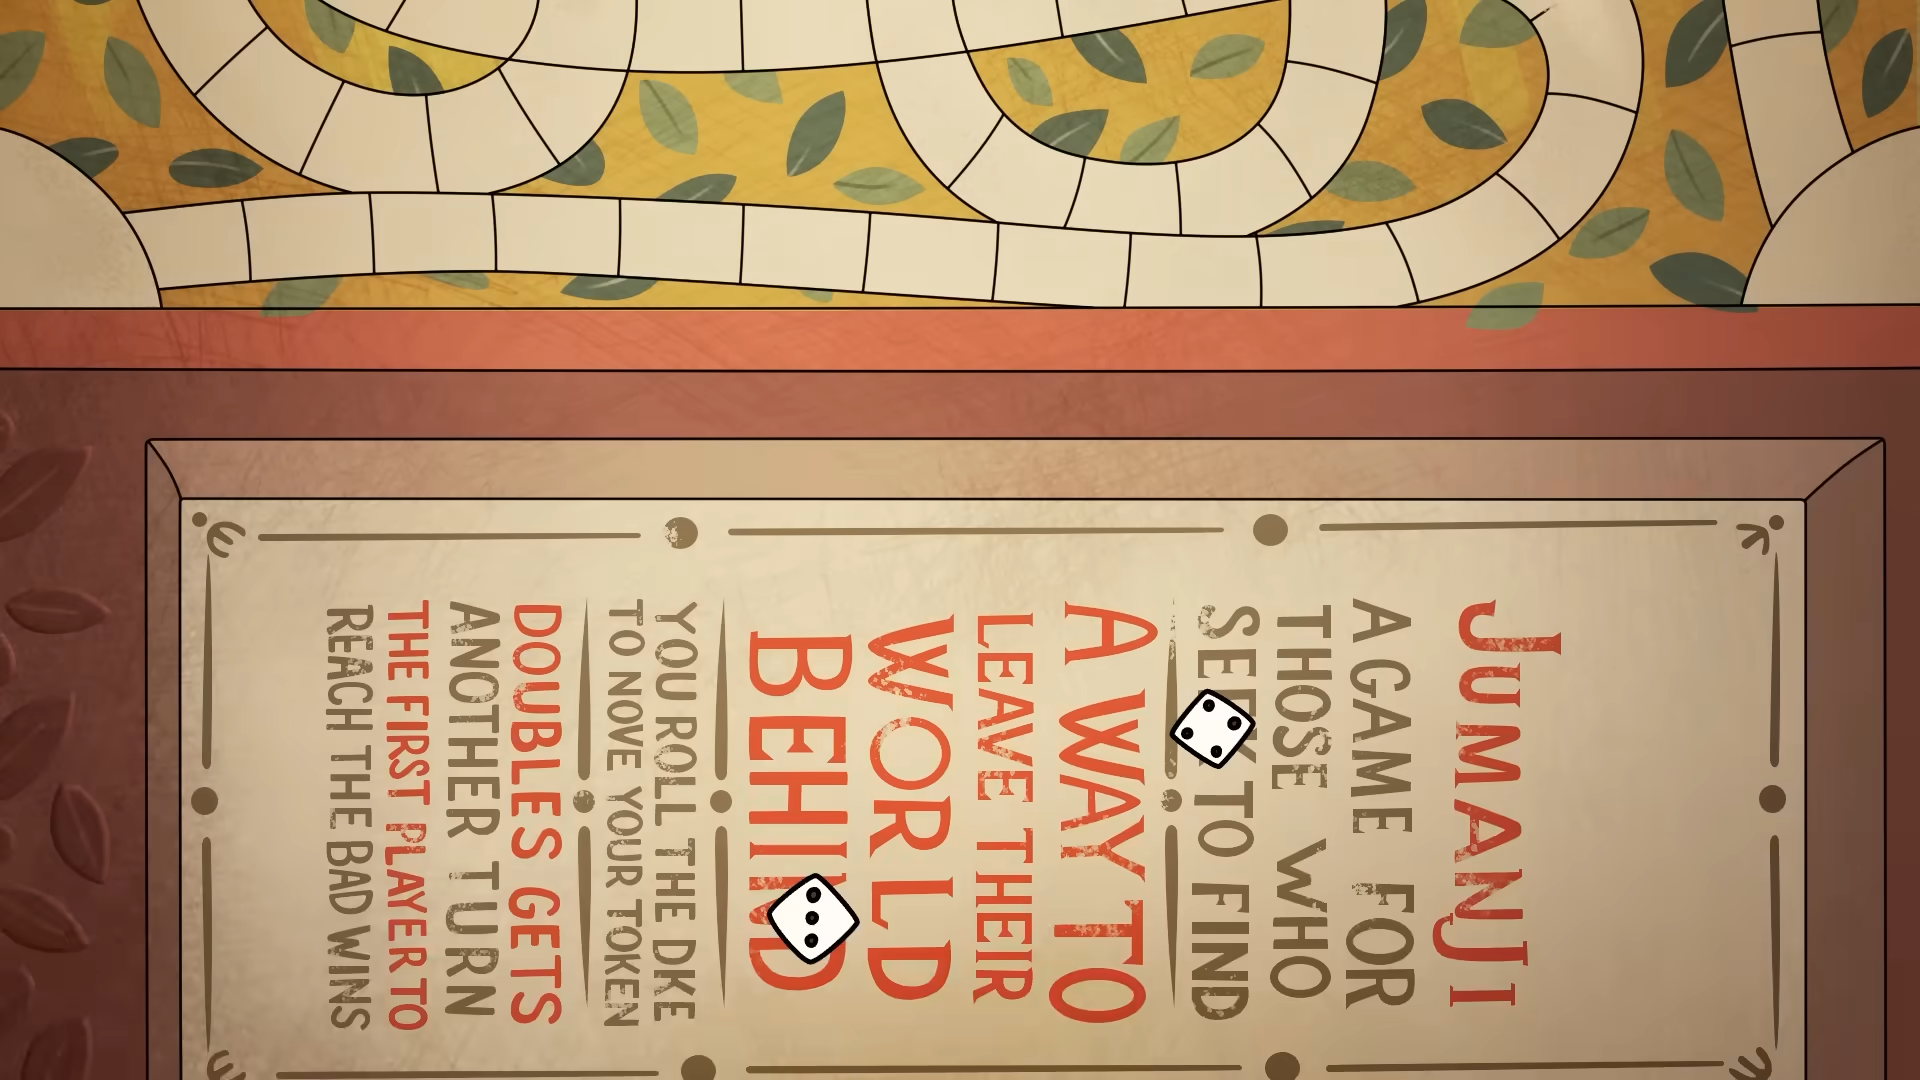 JUMANJI
A GAME FOR
THOSE WHO
SEEK TO FIND
A WAY TO
LEAVE THEIR
WORLD
BEHIND
YOU ROLL THE DKE
TO NOVE YOUR TOKEN
DOUBLES GETS
ANOTHER TURN
THE FIRST PLAYER TO
REACH THE BAD WINS